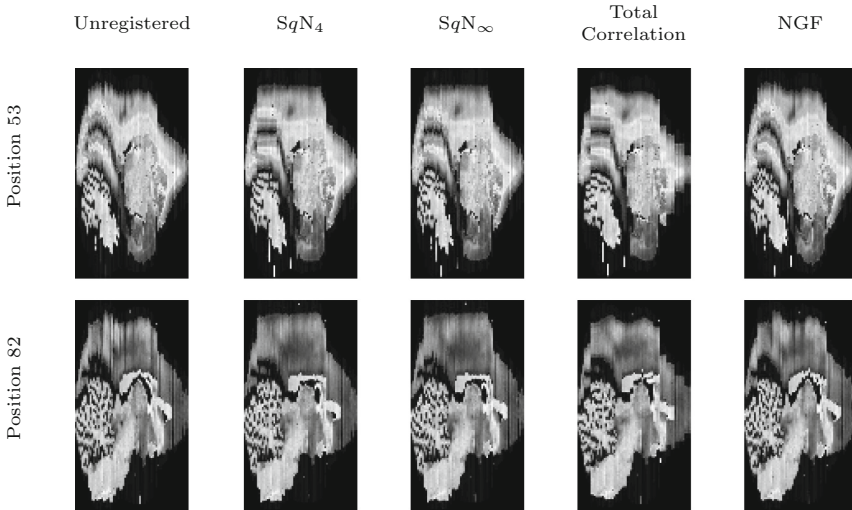 Unregistered
SqN4
SqN∞
Total
Correlation
NGF
Position 53
Position 82